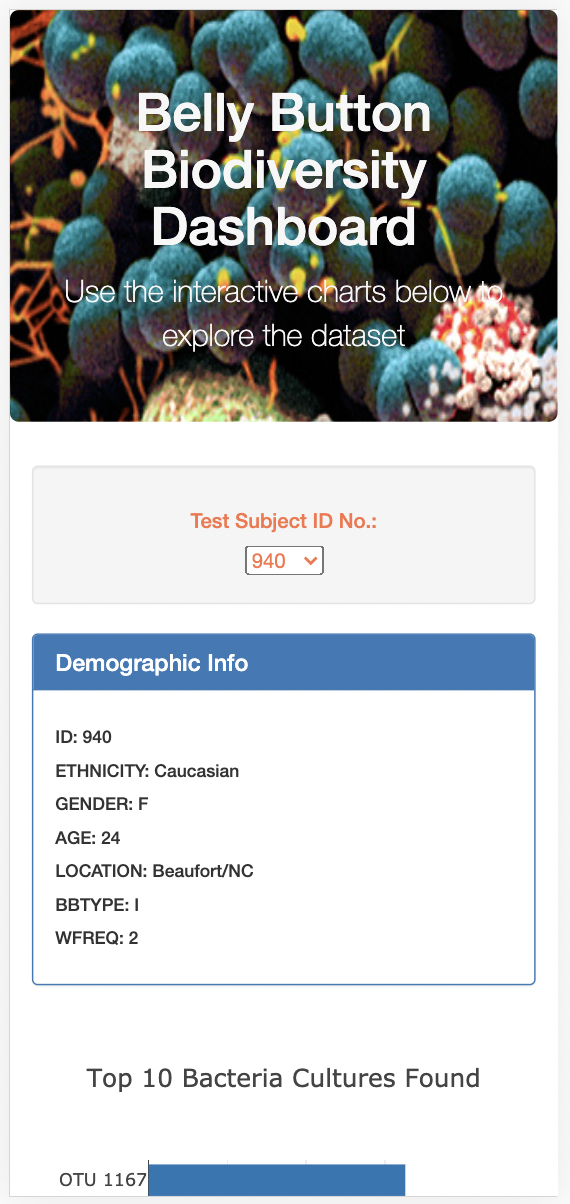 Belly Button
Biodiversity
Dashboard
Use the interactive charts below to
explore the dataset
Test Subject ID No.:
940
Demographic Info
ID: 940
ETHNICITY: Caucasian
GENDER: F
AGE: 24
LOCATION: Beaufort/NC
BBTYPE: I
WFREQ: 2
Top 10 Bacteria Cultures Found
OTU 1167